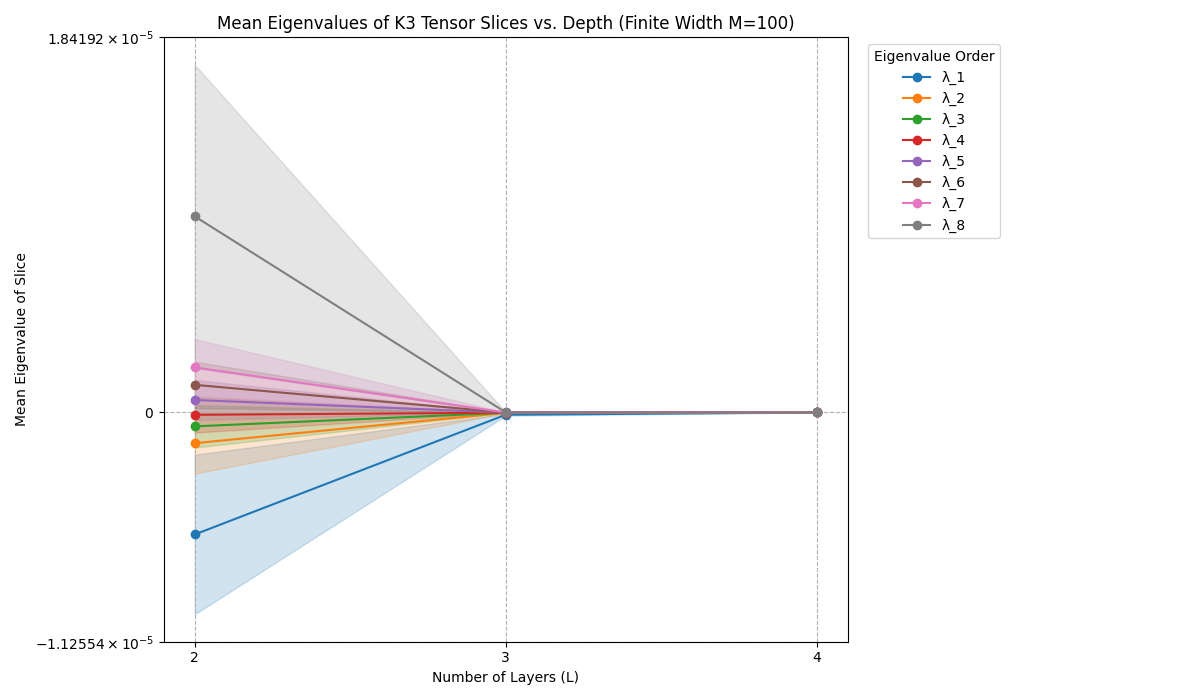 Mean Eigenvalues of K3 Tensor Slices vs. Depth (Finite Width M=100)
1.84192 × 10⁻⁵
0
−1.12554 × 10⁻⁵
Mean Eigenvalue of Slice
2
3
4
Number of Layers (L)
Eigenvalue Order
λ_1
λ_2
λ_3
λ_4
λ_5
λ_6
λ_7
λ_8